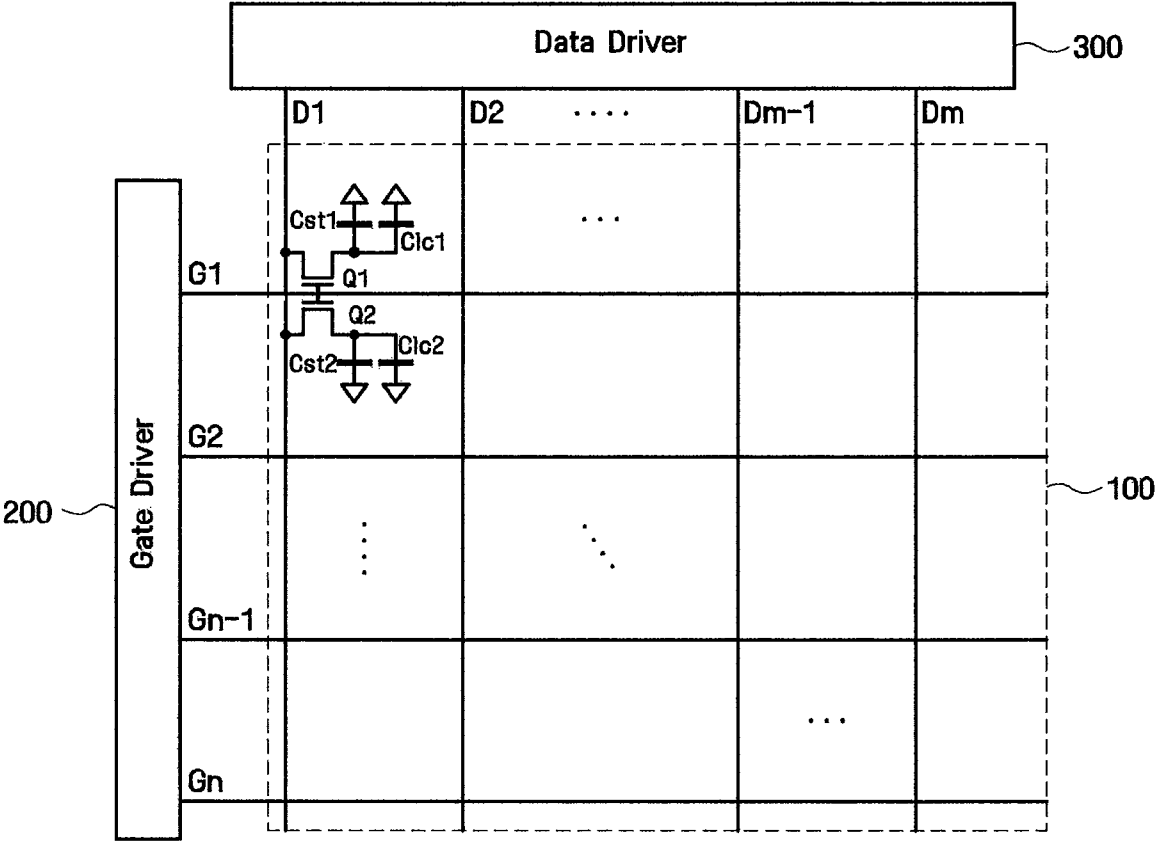 Data Driver
300
D1 D2 .... Dm-1 Dm
Cst1
Clc1
...
G1
Q1
Q2
Clc2
Cst2
G2
Gate Driver
200
100
Gn-1
...
Gn